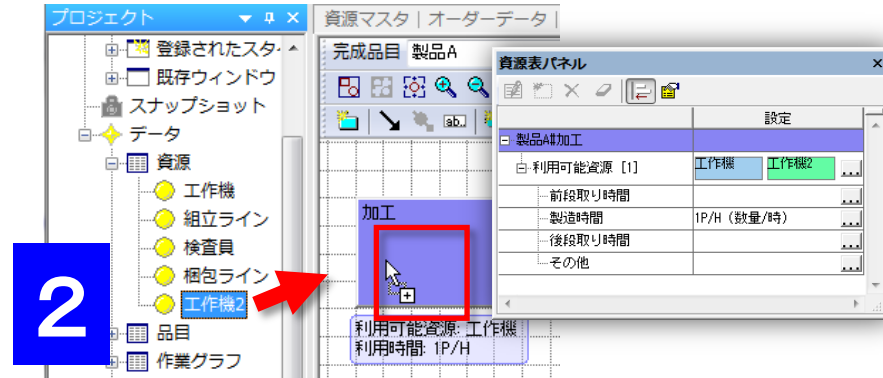 プロジェクト
登録されたスタ
既存ウィンドウ
スナップショット
データ
資源
工作機
組立ライン
検査員
梱包ライン
工作機2
品目
作業グラフ
2
資源マスタ | オーダーデータ |
完成品目 製品A
ab..
加工
利用可能資源: 工作機
利用時間: 1P/H
資源表パネル
設定
製品A#加工
利用可能資源 [1] 工作機 工作機2 ...
前段取り時間 ...
製造時間 1P/H (数量/時) ...
後段取り時間 ...
その他 ...